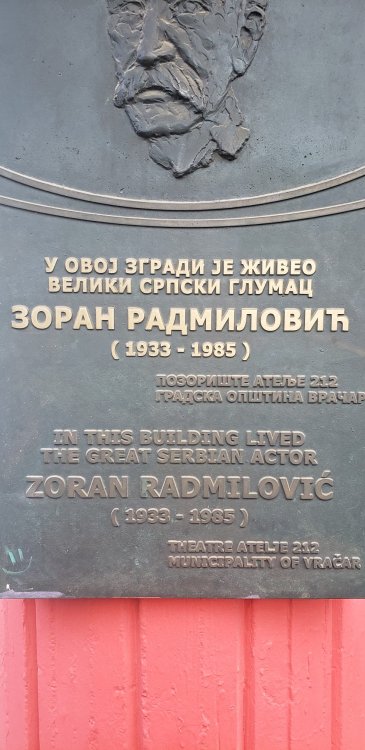 У ОВОЈ ЗГРАДИ ЈЕ ЖИВЕО
ВЕЛИКИ СРПСКИ ГЛУМАЦ
ЗОРАН РАДМИЛОВИЋ
( 1933 - 1985 )
ПОЗОРИШТЕ АТЕЉЕ 212
ГРАДСКА ОПШТИНА ВРАЧАР
IN THIS BUILDING LIVED
THE GREAT SERBIAN ACTOR
ZORAN RADMILOVIĆ
( 1933 - 1985 )
THEATRE ATELJE 212
MUNICIPALITY OF VRAČAR